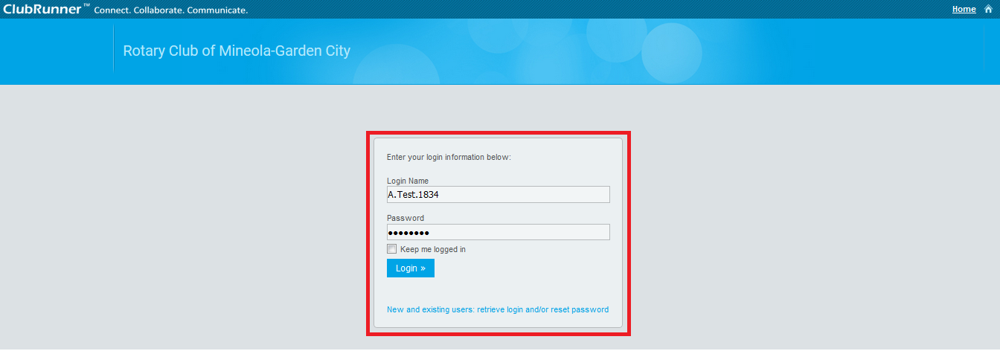 ClubRunner™ Connect. Collaborate. Communicate.
Home
Rotary Club of Mineola-Garden City
Enter your login information below:
Login Name
A.Test.1834
Password
••••••••
Keep me logged in
Login »
New and existing users: retrieve login and/or reset password